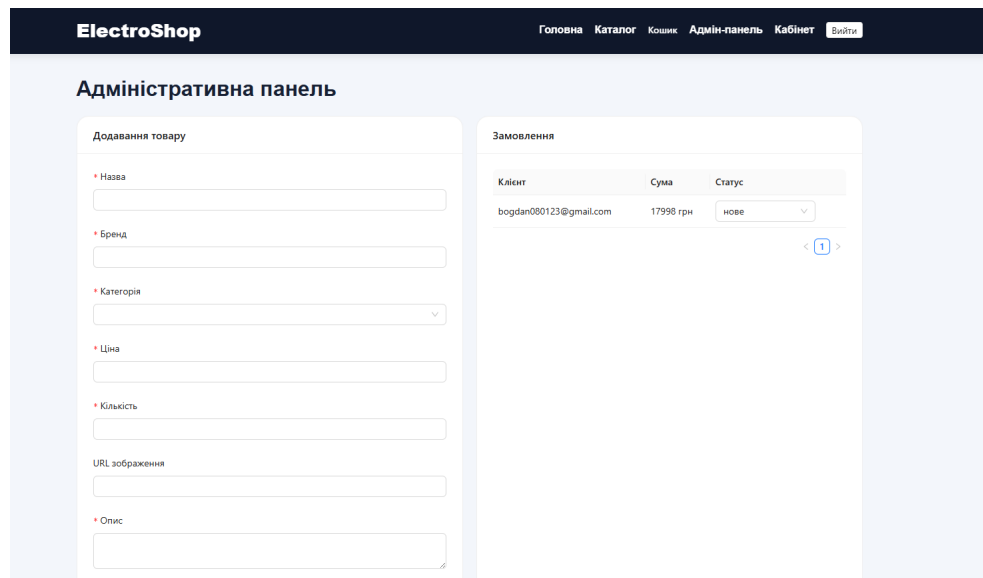 ElectroShop Головна Каталог Кошик Адмін-панель Кабінет Вийти
Адміністративна панель
Додавання товару
* Назва
* Бренд
* Категорія
* Ціна
* Кількість
URL зображення
* Опис
Замовлення
Клієнт Сума Статус
bogdan080123@gmail.com 17998 грн нове
< 1 >